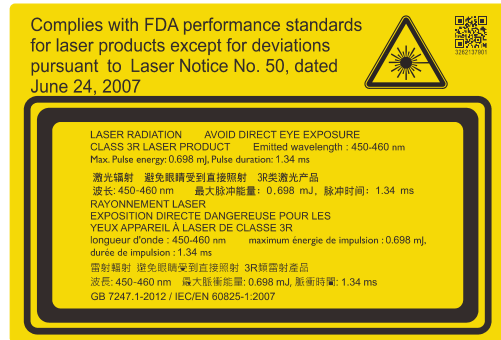 Complies with FDA performance standards
for laser products except for deviations
pursuant to Laser Notice No. 50, dated
June 24, 2007
3282137901
LASER RADIATION AVOID DIRECT EYE EXPOSURE
CLASS 3R LASER PRODUCT Emitted wavelength : 450-460 nm
Max. Pulse energy: 0.698 mJ, Pulse duration: 1.34 ms
激光辐射 避免眼睛受到直接照射 3R类激光产品
波长: 450-460 nm 最大脉冲能量: 0.698 mJ, 脉冲时间: 1.34 ms
RAYONNEMENT LASER
EXPOSITION DIRECTE DANGEREUSE POUR LES
YEUX APPAREIL À LASER DE CLASSE 3R
longueur d'onde : 450-460 nm maximum énergie de impulsion : 0.698 mJ,
durée de impulsion : 1.34 ms
雷射輻射 避免眼睛受到直接照射 3R類雷射產品
波長: 450-460 nm 最大脈衝能量: 0.698 mJ, 脈衝時間: 1.34 ms
GB 7247.1-2012 / IEC/EN 60825-1:2007